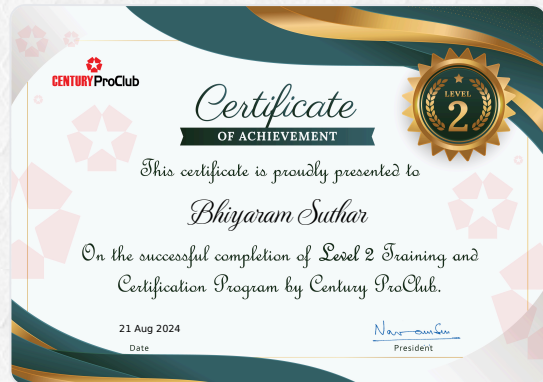 CENTURY ProClub
Certificate
OF ACHIEVEMENT
LEVEL
2
This certificate is proudly presented to
Bhiyaram Suthar
On the successful completion of Level 2 Training and
Certification Program by Century ProClub.
21 Aug 2024
Date
President